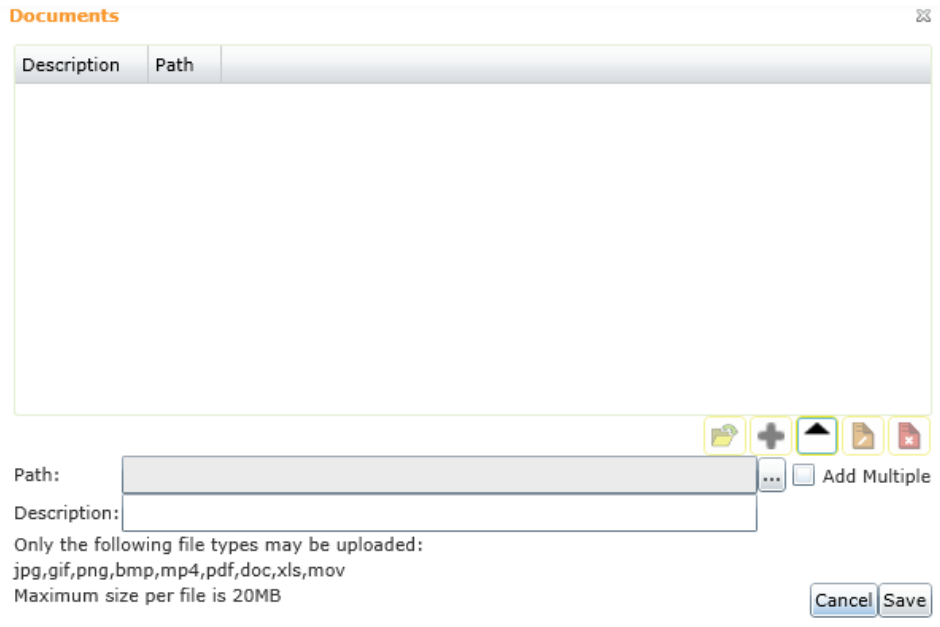 Documents
Description Path
Path: ... Add Multiple
Description:
Only the following file types may be uploaded:
jpg,gif,png,bmp,mp4,pdf,doc,xls,mov
Maximum size per file is 20MB
Cancel Save